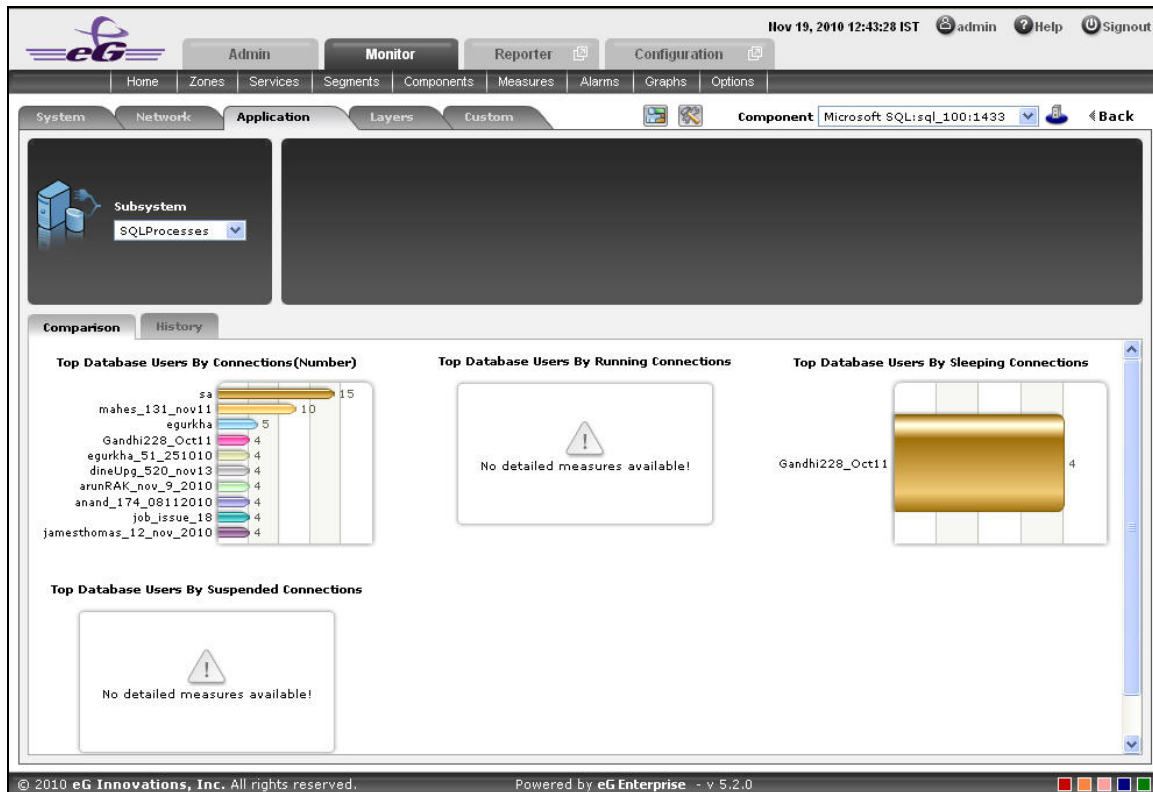 Nov 19, 2010 12:43:28 IST admin Help Signout
eG
Admin Monitor Reporter Configuration
Home Zones Services Segments Components Measures Alarms Graphs Options
System Network Application Layers Custom Component Microsoft SQL:sql_100:1433 Back
Subsystem
SQLProcesses
Comparison History
Top Database Users By Connections(Number)
sa 15
mahes_131_nov11 10
egurkha 5
Gandhi228_Oct11 4
egurkha_51_251010 4
dineUpg_520_nov13 4
arunRAK_nov_9_2010 4
anand_174_08112010 4
job_issue_18 4
jamesthomas_12_nov_2010 4
Top Database Users By Running Connections
No detailed measures available!
Top Database Users By Sleeping Connections
Gandhi228_Oct11 4
Top Database Users By Suspended Connections
No detailed measures available!
© 2010 eG Innovations, Inc. All rights reserved. Powered by eG Enterprise - v 5.2.0